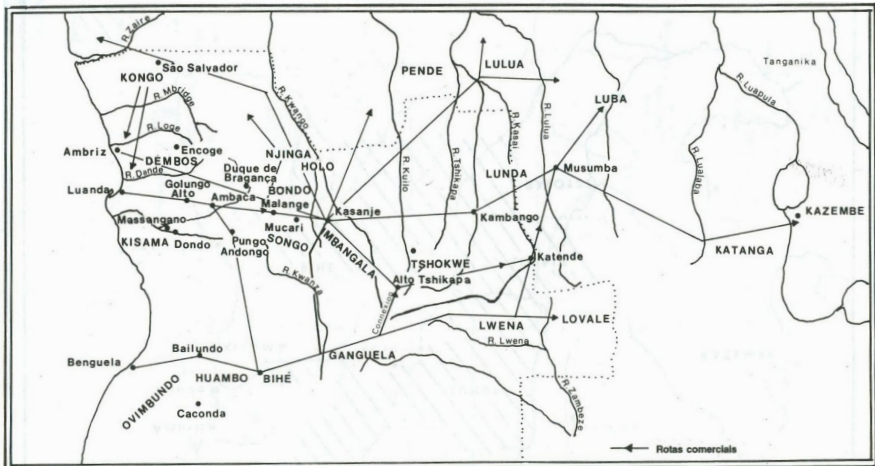 R. Zaire
São Salvador
KONGO
R. Mbridge
R. Loge
Encoge
Ambriz
DEMBOS
R. Dande
Duque de
Bragança
Luanda
Golungo
Alto
Ambaca
Massangano
KISAMA
Dondo
Pungo
Andongo
R. Kwango
NJINGA
HOLO
BONDO
Malange
Mucari
SONGO
Kasanje
IMBANGALA
R. Kwanza
PENDE
R. Kuilo
R. Tshikapa
LULUA
R. Kasai
R. Lulua
LUNDA
LUBA
Musumba
Kambango
TSHOKWE
Alto Tshikapa
Connexing
Katende
LWENA
R. Lwena
LOVALE
R. Zambeze
Tanganika
R. Luapula
R. Lualaba
KATANGA
KAZEMBE
Benguela
Bailundo
HUAMBO
BIHÉ
GANGUELA
OVIMBUNDO
Caconda
Rotas comerciais